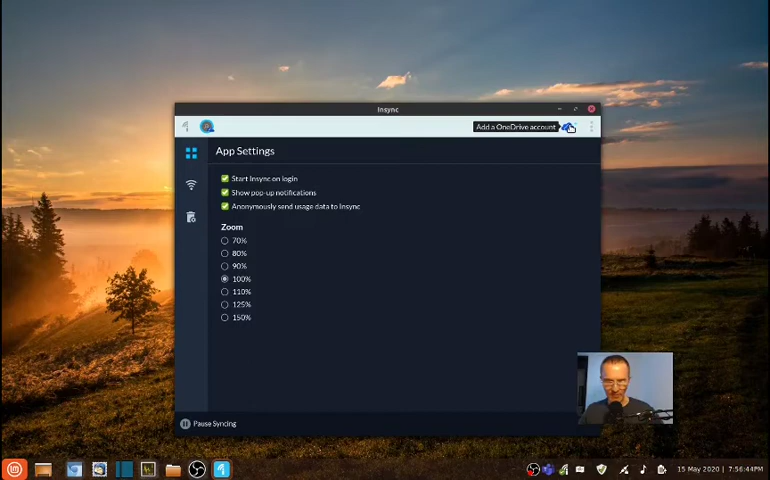 Insync
Add a OneDrive account
App Settings
Start Insync on login
Show pop-up notifications
Anonymously send usage data to Insync
Zoom
70%
80%
90%
100%
110%
125%
150%
Pause Syncing
15 May 2020 | 7:56:44PM